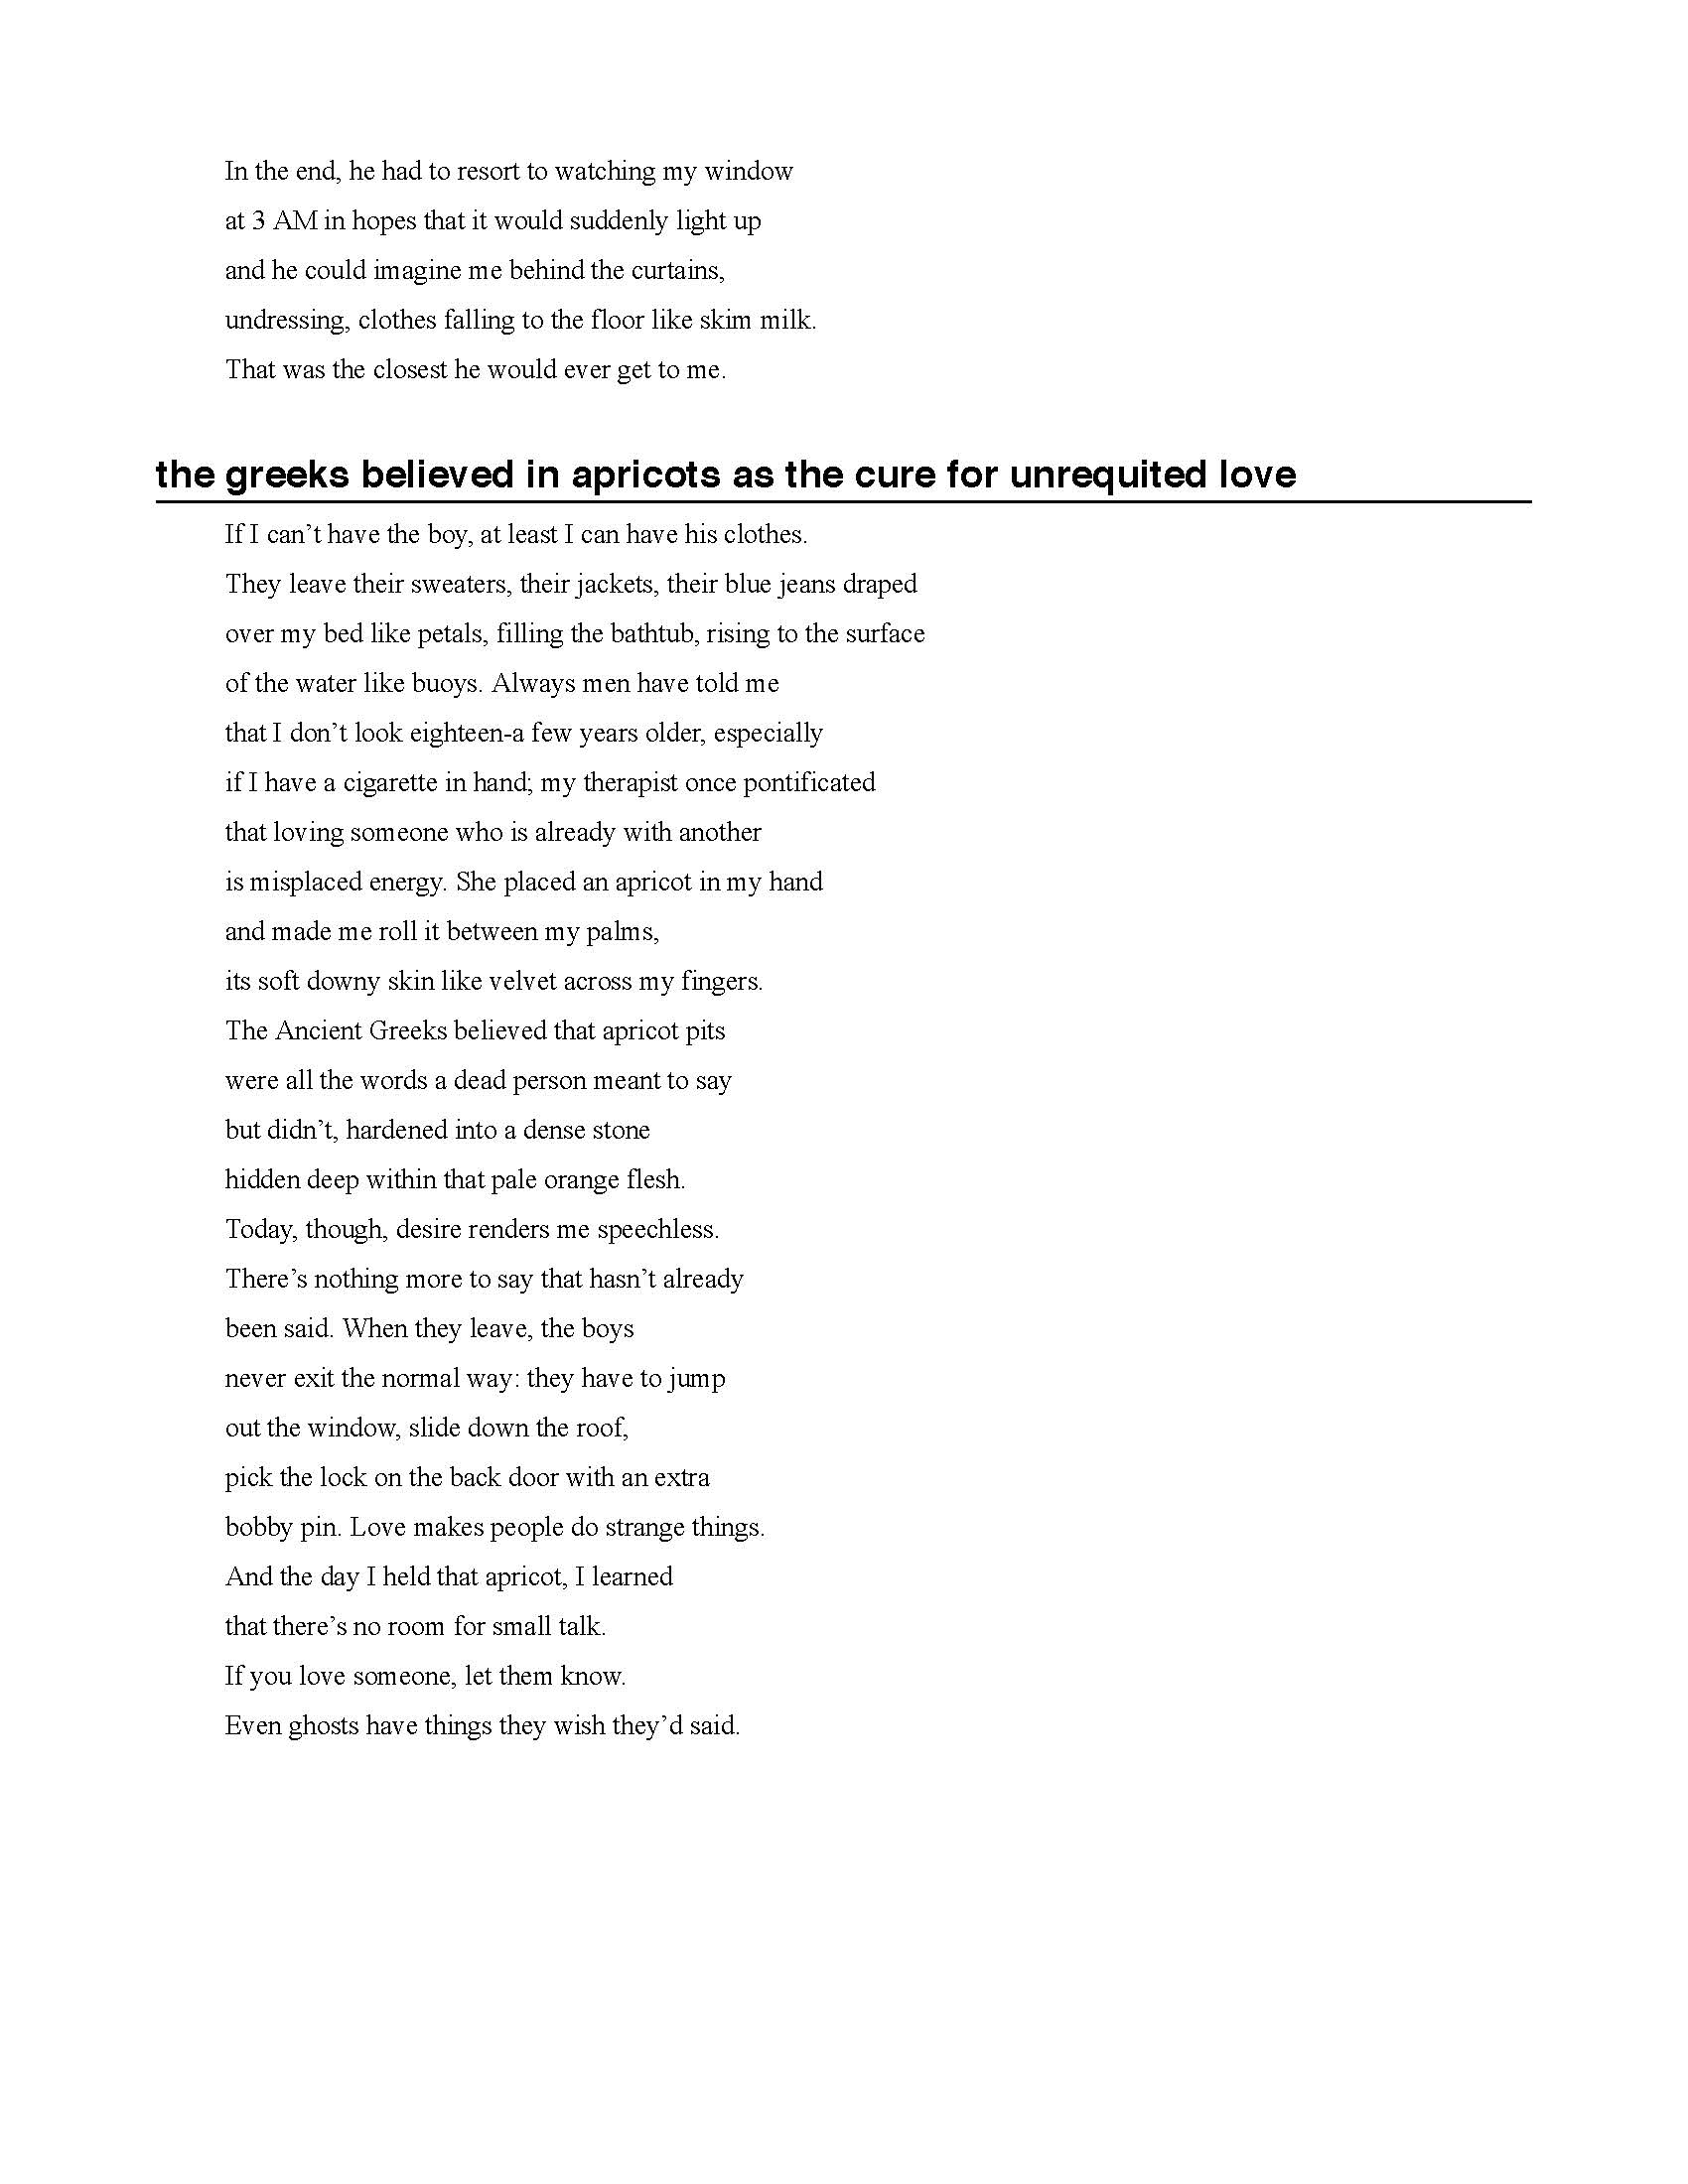 In the end, he had to resort to watching my window
at 3 AM in hopes that it would suddenly light up
and he could imagine me behind the curtains,
undressing, clothes falling to the floor like skim milk.
That was the closest he would ever get to me.
the greeks believed in apricots as the cure for unrequited love
If I can’t have the boy, at least I can have his clothes.
They leave their sweaters, their jackets, their blue jeans draped
over my bed like petals, filling the bathtub, rising to the surface
of the water like buoys. Always men have told me
that I don’t look eighteen-a few years older, especially
if I have a cigarette in hand; my therapist once pontificated
that loving someone who is already with another
is misplaced energy. She placed an apricot in my hand
and made me roll it between my palms,
its soft downy skin like velvet across my fingers.
The Ancient Greeks believed that apricot pits
were all the words a dead person meant to say
but didn’t, hardened into a dense stone
hidden deep within that pale orange flesh.
Today, though, desire renders me speechless.
There’s nothing more to say that hasn’t already
been said. When they leave, the boys
never exit the normal way: they have to jump
out the window, slide down the roof,
pick the lock on the back door with an extra
bobby pin. Love makes people do strange things.
And the day I held that apricot, I learned
that there’s no room for small talk.
If you love someone, let them know.
Even ghosts have things they wish they’d said.